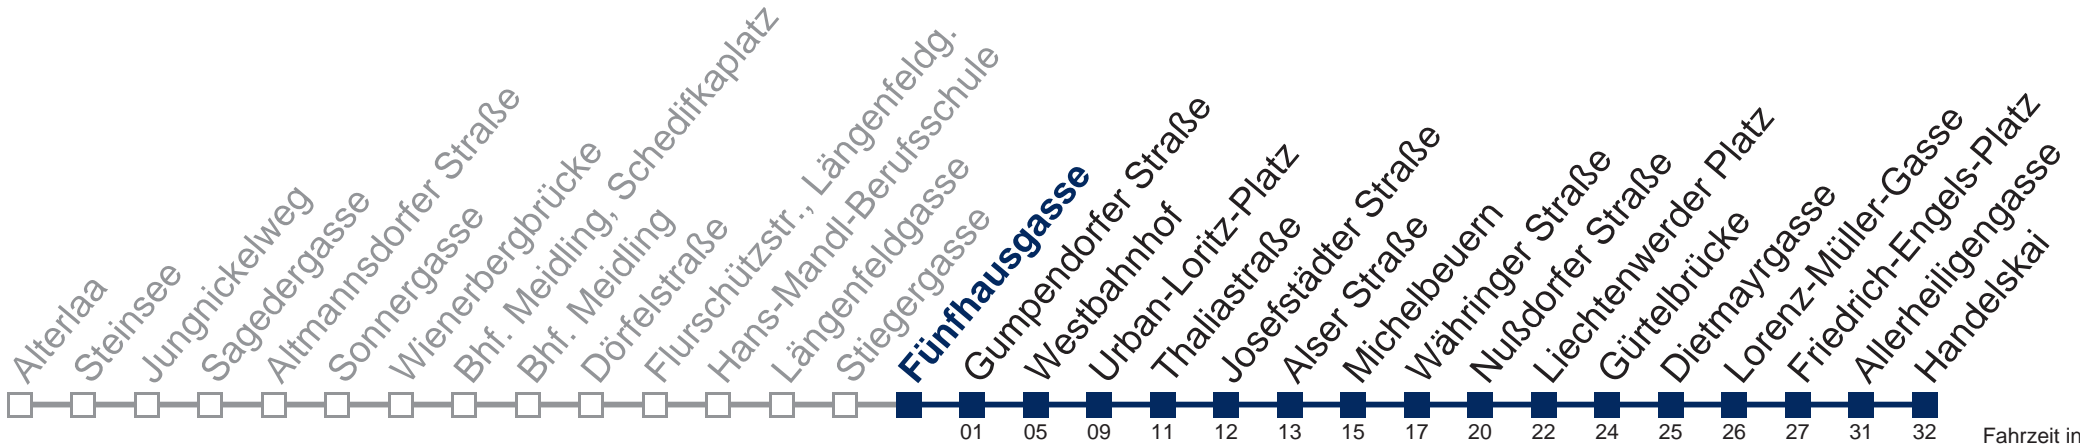 Alterlaa
Steinsee
Jungnickelweg
Sagedergasse
Altmannsdorfer Straße
Sonnergasse
Wienerbergbrücke
Bhf. Meidling, Schedifkaplatz
Bhf. Meidling
Dörfelstraße
Flurschützstr., Längenfeldg.
Hans-Mandl-Berufsschule
Längenfeldgasse
Stiegergasse
Fünfhausgasse
Gumpendorfer Straße
Westbahnhof
Urban-Loritz-Platz
Thaliastraße
Josefstädter Straße
Alser Straße
Michelbeuern
Währinger Straße
Nußdorfer Straße
Liechtenwerder Platz
Gürtelbrücke
Dietmayrgasse
Lorenz-Müller-Gasse
Friedrich-Engels-Platz
Allerheiligengasse
Handelskai
01 05 09 11 12 13 15 17 20 22 24 25 26 27 31 32 Fahrzeit in